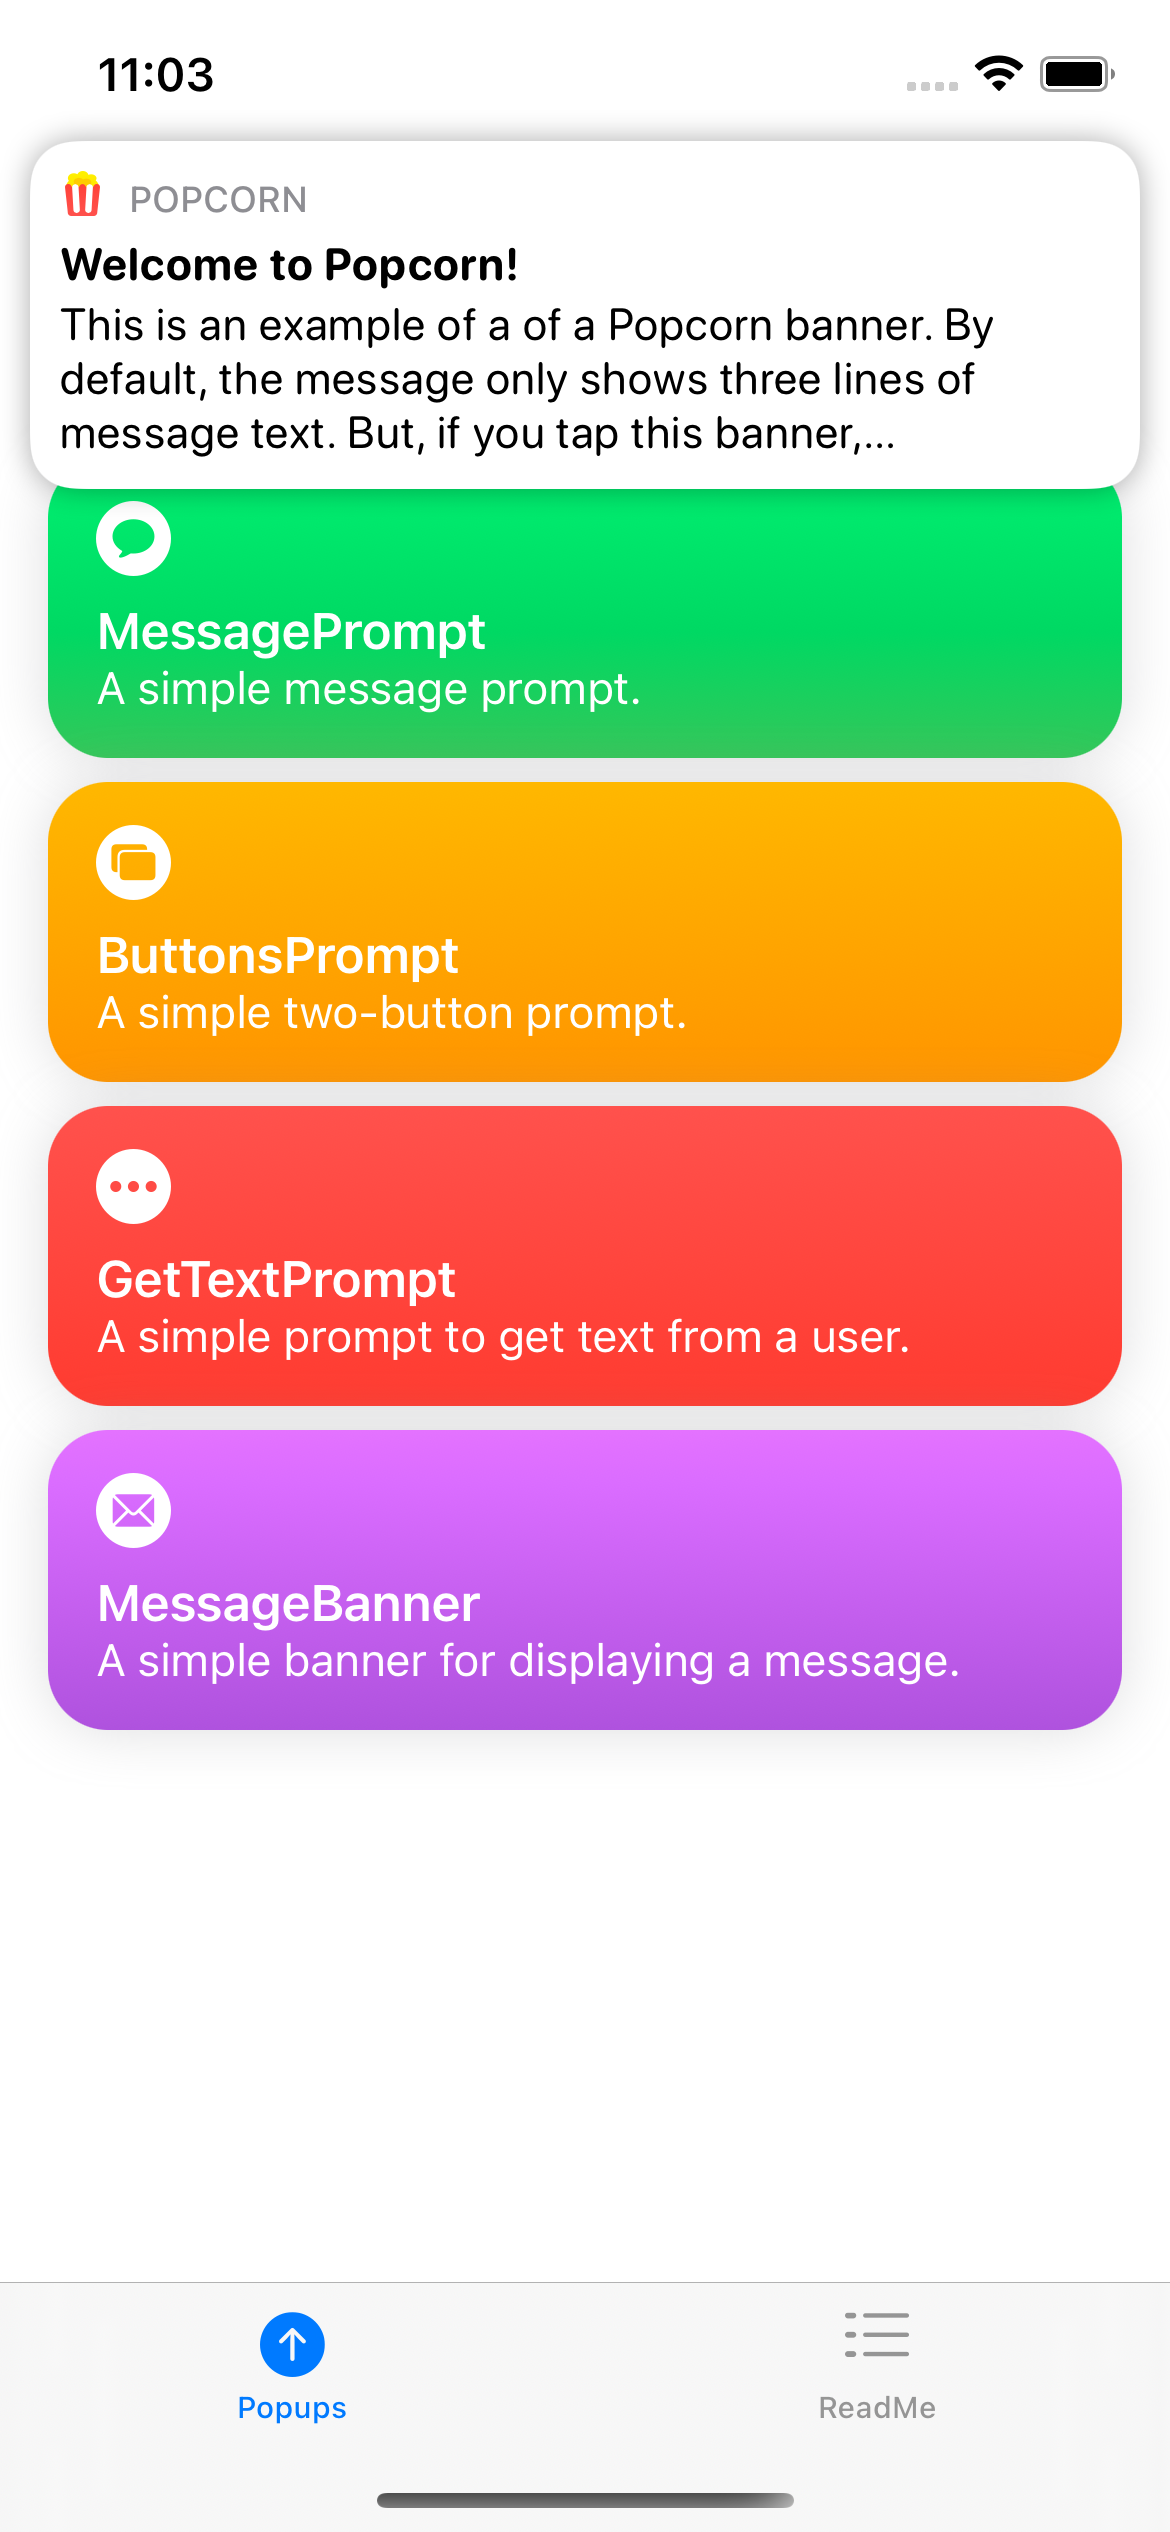 11:03
POPCORN
Welcome to Popcorn!
This is an example of a of a Popcorn banner. By
default, the message only shows three lines of
message text. But, if you tap this banner,...
MessagePrompt
A simple message prompt.
ButtonsPrompt
A simple two-button prompt.
GetTextPrompt
A simple prompt to get text from a user.
MessageBanner
A simple banner for displaying a message.
Popups
ReadMe